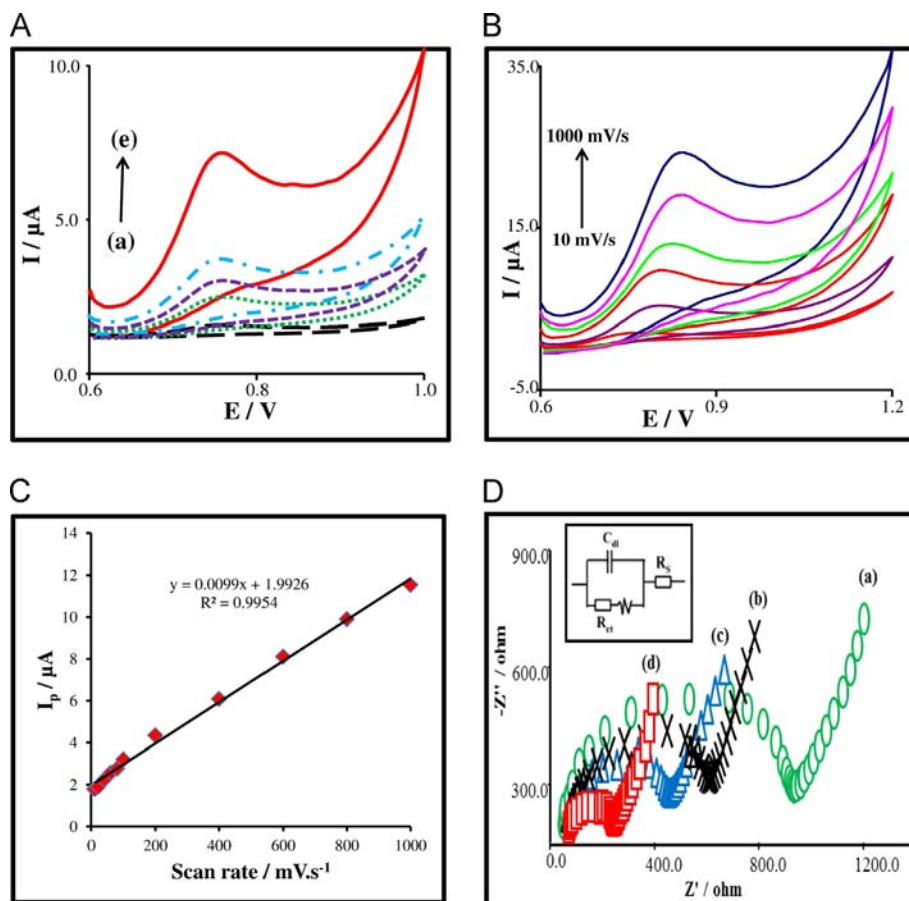 A
10.0
5.0
0.0
I / µA
(e)
(a)
0.6
0.8
1.0
E / V
B
35.0
15.0
-5.0
I / µA
1000 mV/s
10 mV/s
0.6
0.9
1.2
E / V
C
14
12
10
8
6
4
2
0
Iₚ / µA
y = 0.0099x + 1.9926
R² = 0.9954
0
200
400
600
800
1000
Scan rate / mV.s⁻¹
D
900.0
600.0
300.0
-Z'' / ohm
C_dl
R_S
R_ct
(a)
(b)
(c)
(d)
0.0
400.0
800.0
1200.0
Z' / ohm